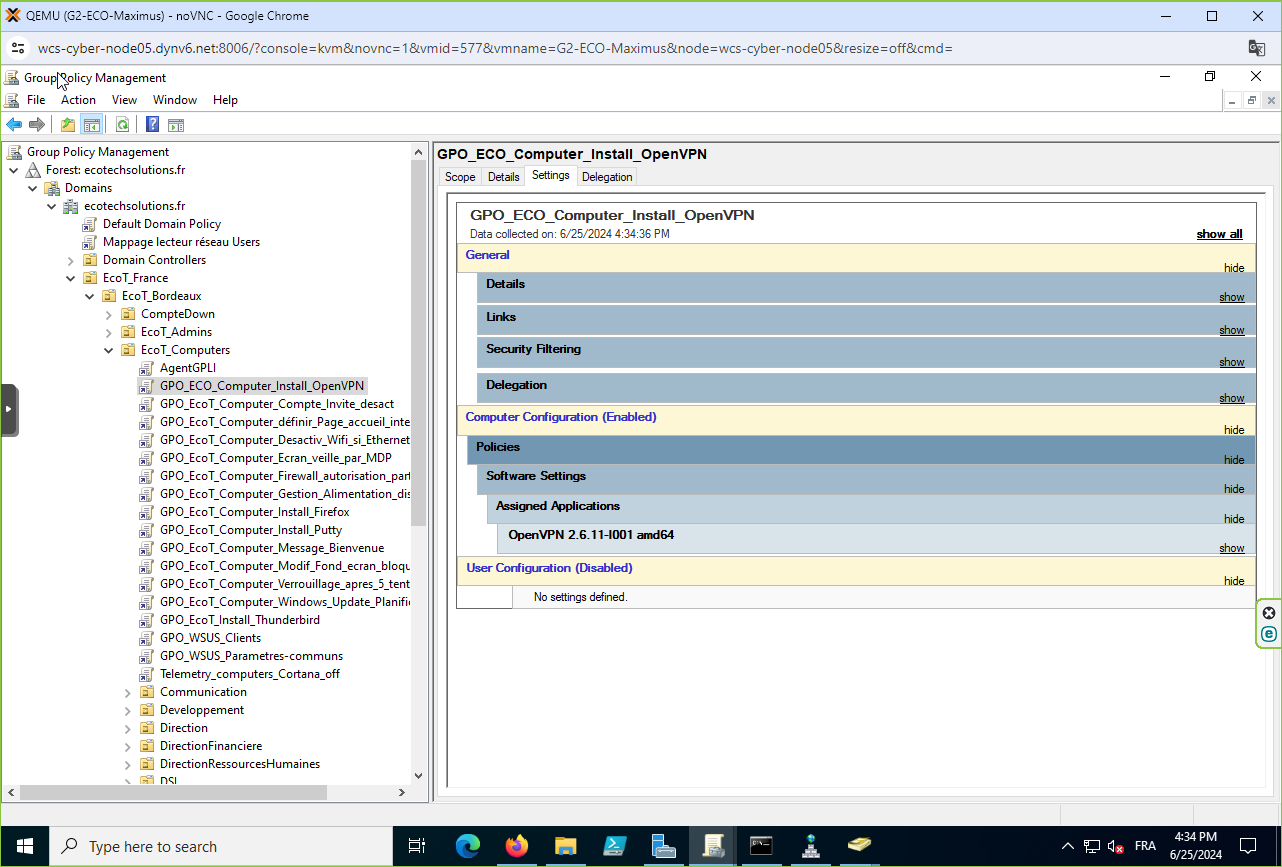 QEMU (G2-ECO-Maximus) - noVNC - Google Chrome
wcs-cyber-node05.dynv6.net:8006/?console=kvm&novnc=1&vmid=577&vmname=G2-ECO-Maximus&node=wcs-cyber-node05&resize=off&cmd=
Group Policy Management
File Action View Window Help
Group Policy Management
Forest: ecotechsolutions.fr
Domains
ecotechsolutions.fr
Default Domain Policy
Mappage lecteur réseau Users
Domain Controllers
EcoT_France
EcoT_Bordeaux
CompteDown
EcoT_Admins
EcoT_Computers
AgentGPLI
GPO_ECO_Computer_Install_OpenVPN
GPO_EcoT_Computer_Compte_Invite_desact
GPO_EcoT_Computer_définir_Page_accueil_inte
GPO_EcoT_Computer_Desactiv_Wifi_si_Ethernet
GPO_EcoT_Computer_Ecran_veille_par_MDP
GPO_EcoT_Computer_Firewall_autorisation_part
GPO_EcoT_Computer_Gestion_Alimentation_dis
GPO_EcoT_Computer_Install_Firefox
GPO_EcoT_Computer_Install_Putty
GPO_EcoT_Computer_Message_Bienvenue
GPO_EcoT_Computer_Modif_Fond_ecran_bloqu
GPO_EcoT_Computer_Verrouillage_apres_5_tent
GPO_EcoT_Computer_Windows_Update_Planifi
GPO_EcoT_Install_Thunderbird
GPO_WSUS_Clients
GPO_WSUS_Parametres-communs
Telemetry_computers_Cortana_off
Communication
Developpement
Direction
DirectionFinanciere
DirectionRessourcesHumaines
DSI
GPO_ECO_Computer_Install_OpenVPN
Scope Details Settings Delegation
GPO_ECO_Computer_Install_OpenVPN
Data collected on: 6/25/2024 4:34:36 PM show all
General hide
Details show
Links show
Security Filtering show
Delegation show
Computer Configuration (Enabled) hide
Policies hide
Software Settings hide
Assigned Applications hide
OpenVPN 2.6.11-I001 amd64 show
User Configuration (Disabled) hide
No settings defined.
Type here to search
FRA
4:34 PM
6/25/2024